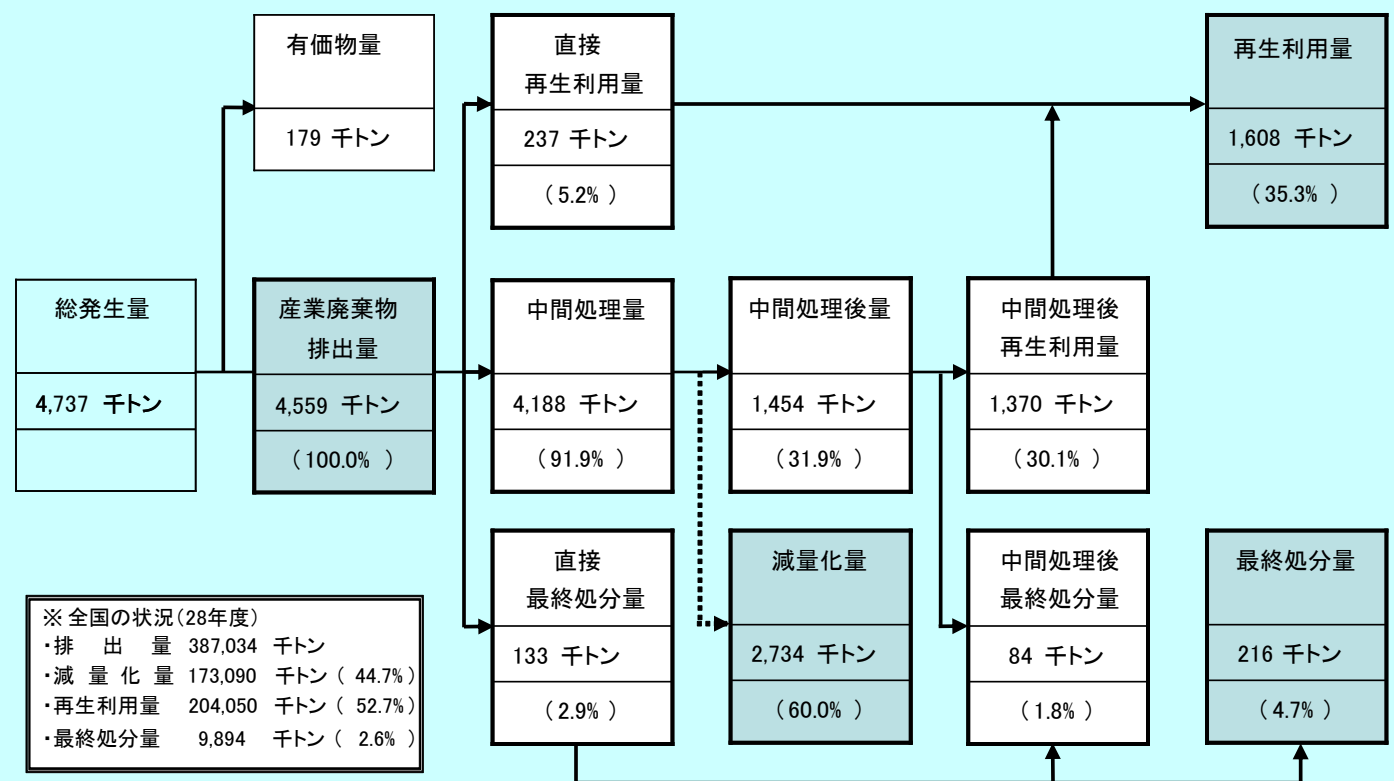 有価物量
179 千トン
直接
再生利用量
237 千トン
(5.2% )
再生利用量
1,608 千トン
(35.3% )
総発生量
4,737 千トン
産業廃棄物
排出量
4,559 千トン
(100.0% )
中間処理量
4,188 千トン
(91.9% )
中間処理後量
1,454 千トン
(31.9% )
中間処理後
再生利用量
1,370 千トン
(30.1% )
直接
最終処分量
133 千トン
(2.9% )
減量化量
2,734 千トン
(60.0% )
中間処理後
最終処分量
84 千トン
(1.8% )
最終処分量
216 千トン
(4.7% )
※ 全国の状況(28年度)
・排 出 量 387,034 千トン
・減 量 化 量 173,090 千トン ( 44.7%)
・再生利用量 204,050 千トン ( 52.7%)
・最終処分量 9,894 千トン ( 2.6% )